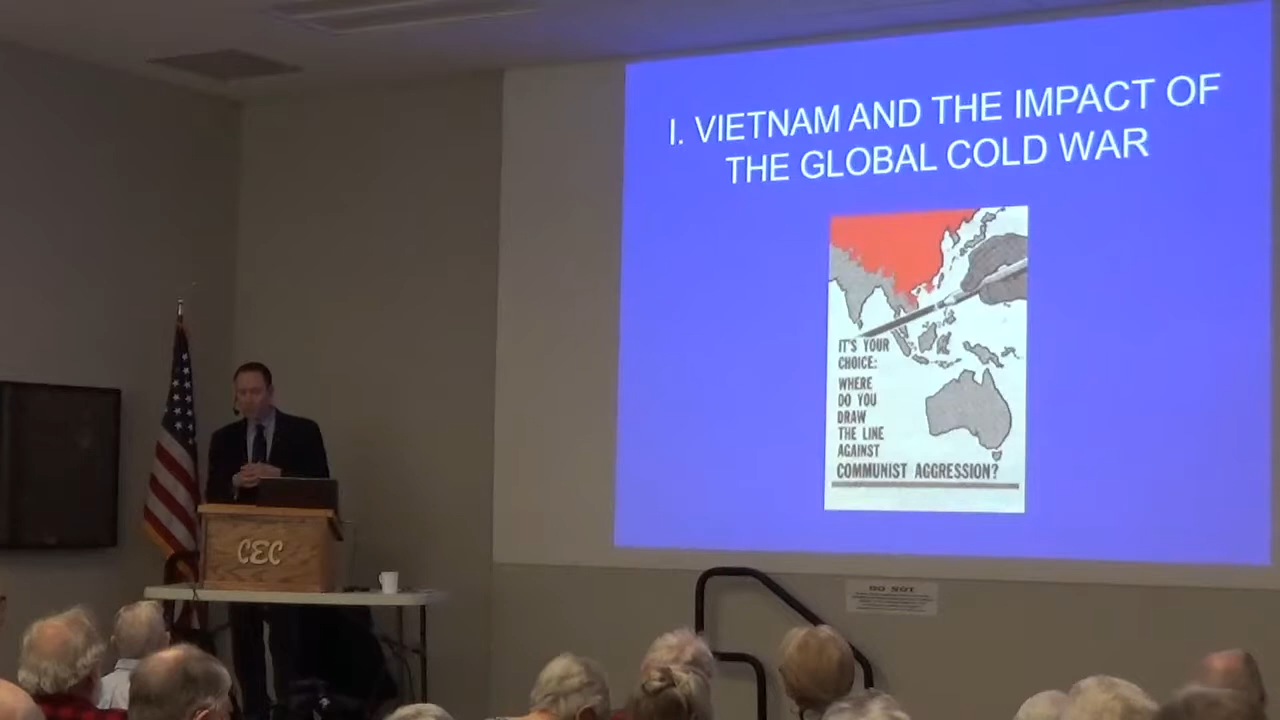 I. VIETNAM AND THE IMPACT OF
THE GLOBAL COLD WAR
IT'S YOUR
CHOICE:
WHERE
DO YOU
DRAW
THE LINE
AGAINST
COMMUNIST AGGRESSION?
CEC
DO NOT